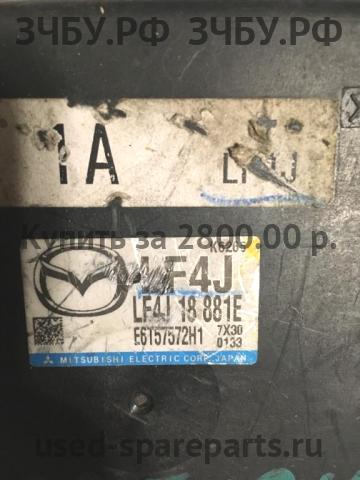 ЗЧБУ.РФ ЗЧБУ.РФ
1A LF4J
K6209
Купить за 2800.00 р.
LF4J
LF4J 18 881E
E6T57572H1 7X30
0133
MITSUBISHI ELECTRIC CORP. JAPAN
used-spareparts.ru